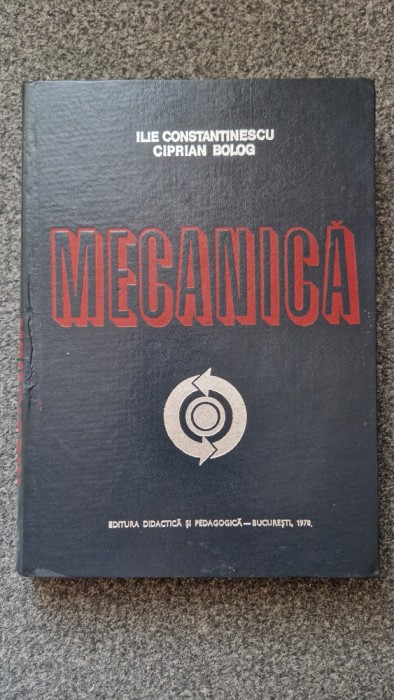 ILIE CONSTANTINESCU
CIPRIAN BOLOG
MECANICĂ
EDITURA DIDACTICĂ ȘI PEDAGOGICĂ — BUCUREȘTI, 1978.